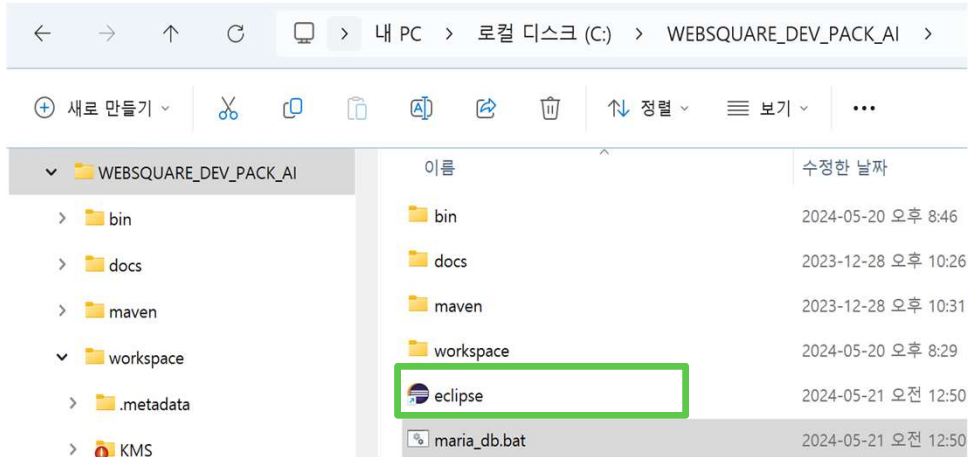 내 PC > 로컬 디스크 (C:) > WEBSQUARE_DEV_PACK_AI >
새로 만들기 정렬 보기 ...
WEBSQUARE_DEV_PACK_AI
bin
docs
maven
workspace
.metadata
KMS
이름 수정한 날짜
bin 2024-05-20 오후 8:46
docs 2023-12-28 오후 10:26
maven 2023-12-28 오후 10:31
workspace 2024-05-20 오후 8:29
eclipse 2024-05-21 오전 12:50
maria_db.bat 2024-05-21 오전 12:50